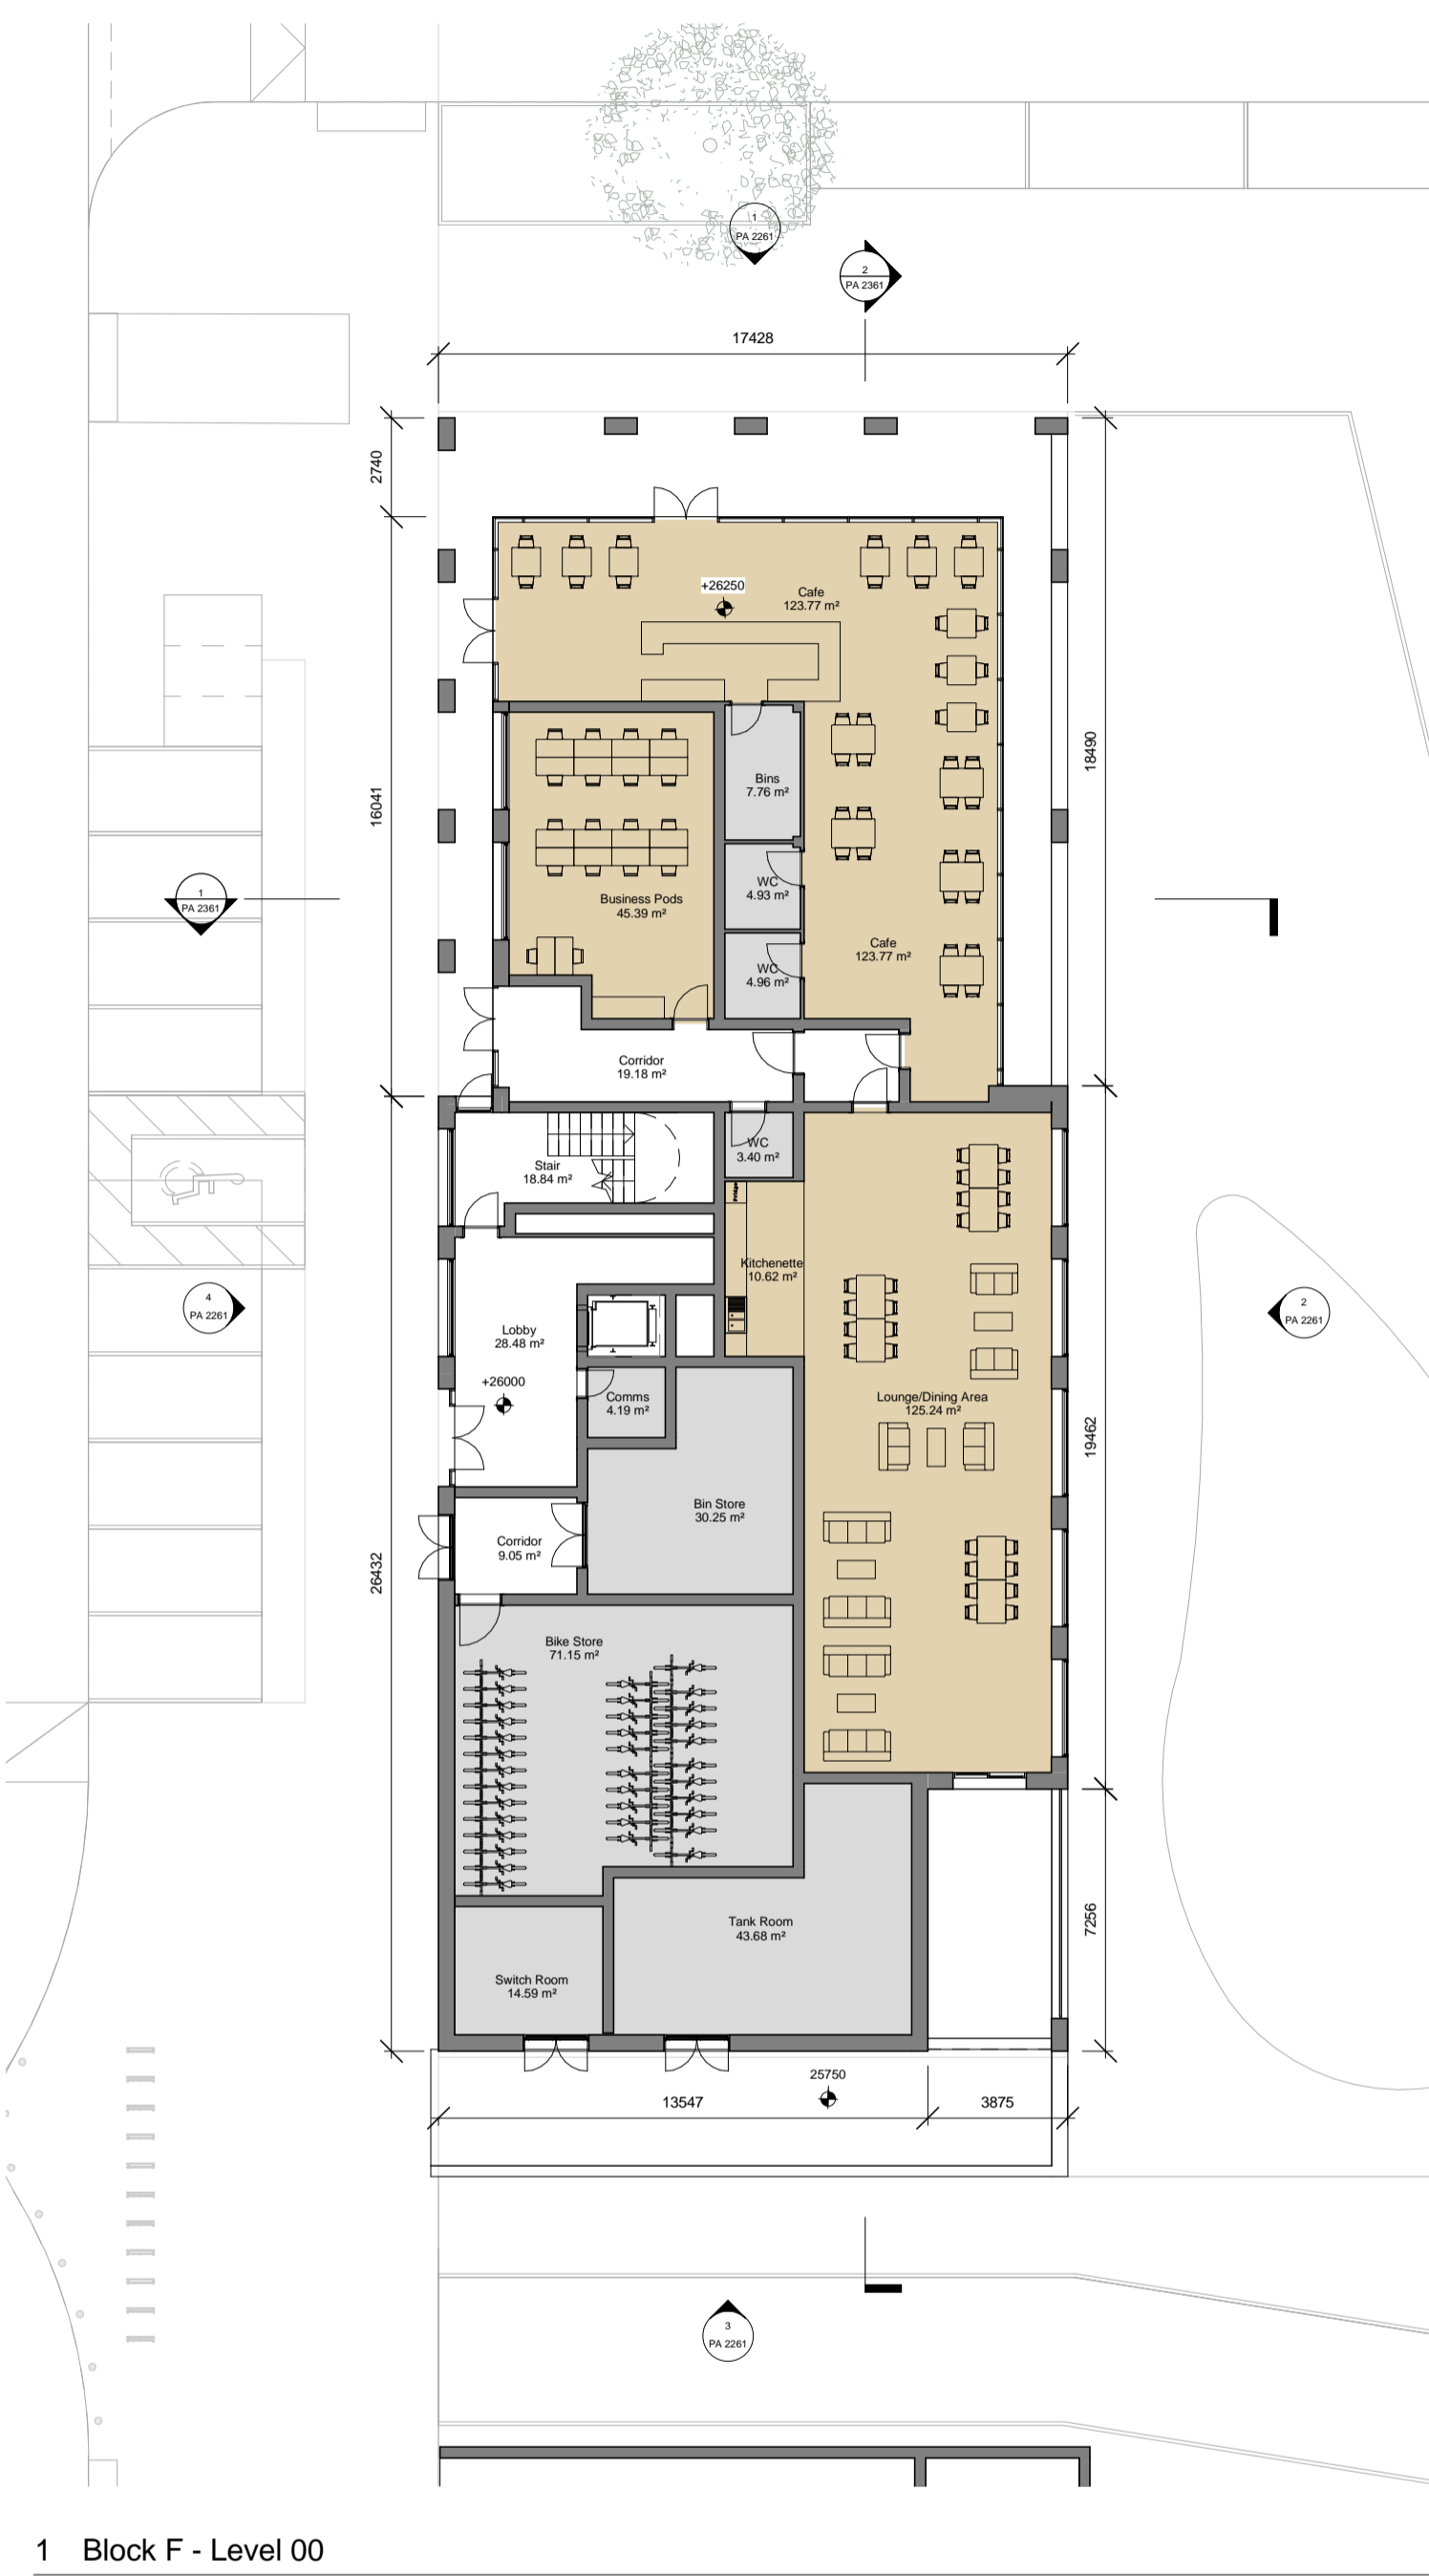 1
PA 2261
2
PA 2361
17428
2740
+26250
Cafe
123.77 m²
18490
16041
Bins
7.76 m²
WC
4.93 m²
Business Pods
45.39 m²
1
PA 2361
Cafe
123.77 m²
WC
4.96 m²
Corridor
19.18 m²
WC
3.40 m²
Stair
18.84 m²
Fridge
Kitchenette
10.62 m²
4
PA 2261
2
PA 2261
Lobby
28.48 m²
+26000
Comms
4.19 m²
Lounge/Dining Area
125.24 m²
19462
Bin Store
30.25 m²
Corridor
9.05 m²
26432
Bike Store
71.15 m²
Tank Room
43.68 m²
7256
Switch Room
14.59 m²
25750
13547
3875
3
PA 2261
1 Block F - Level 00